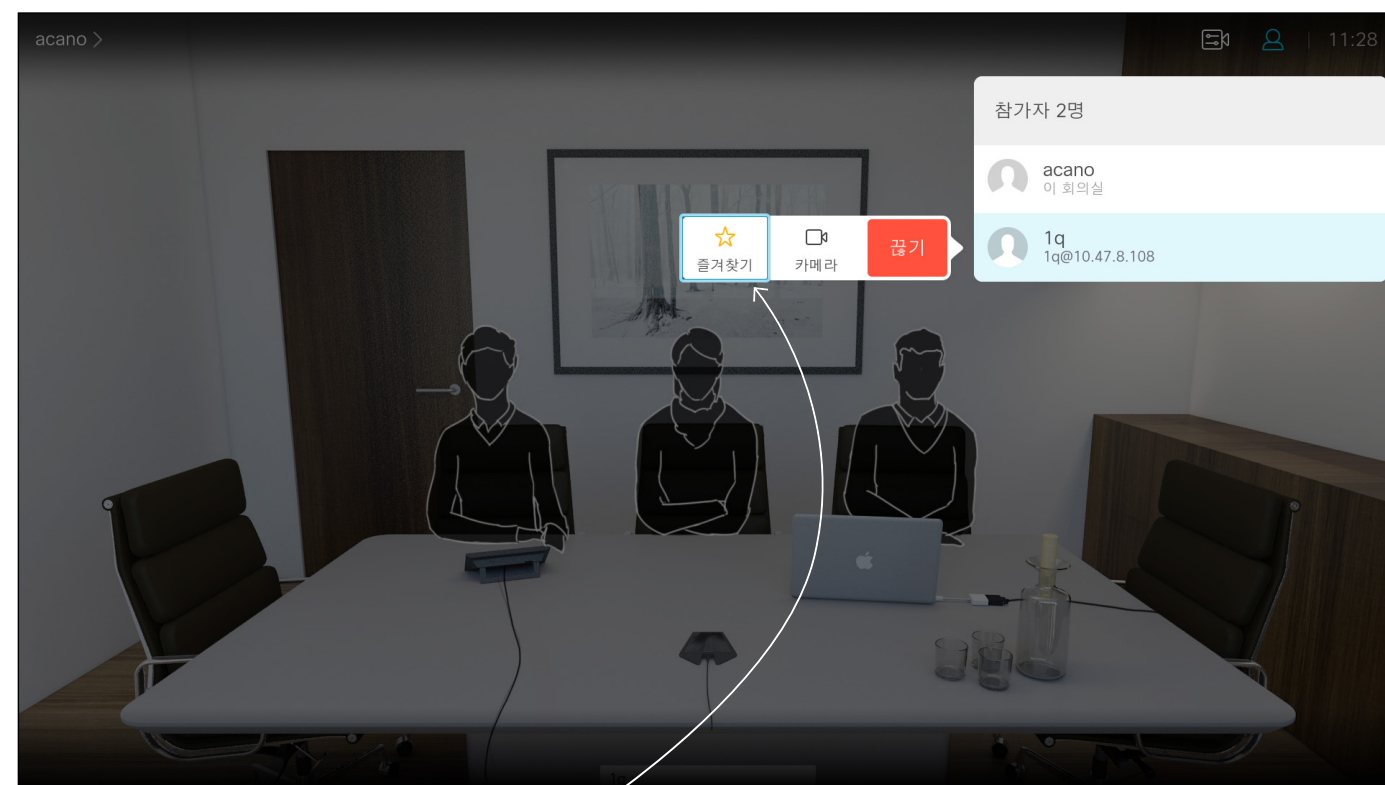 acano >
11:28
참가자 2명
acano
이 회의실
1q
1q@10.47.8.108
즐겨찾기
카메라
끊기
1q